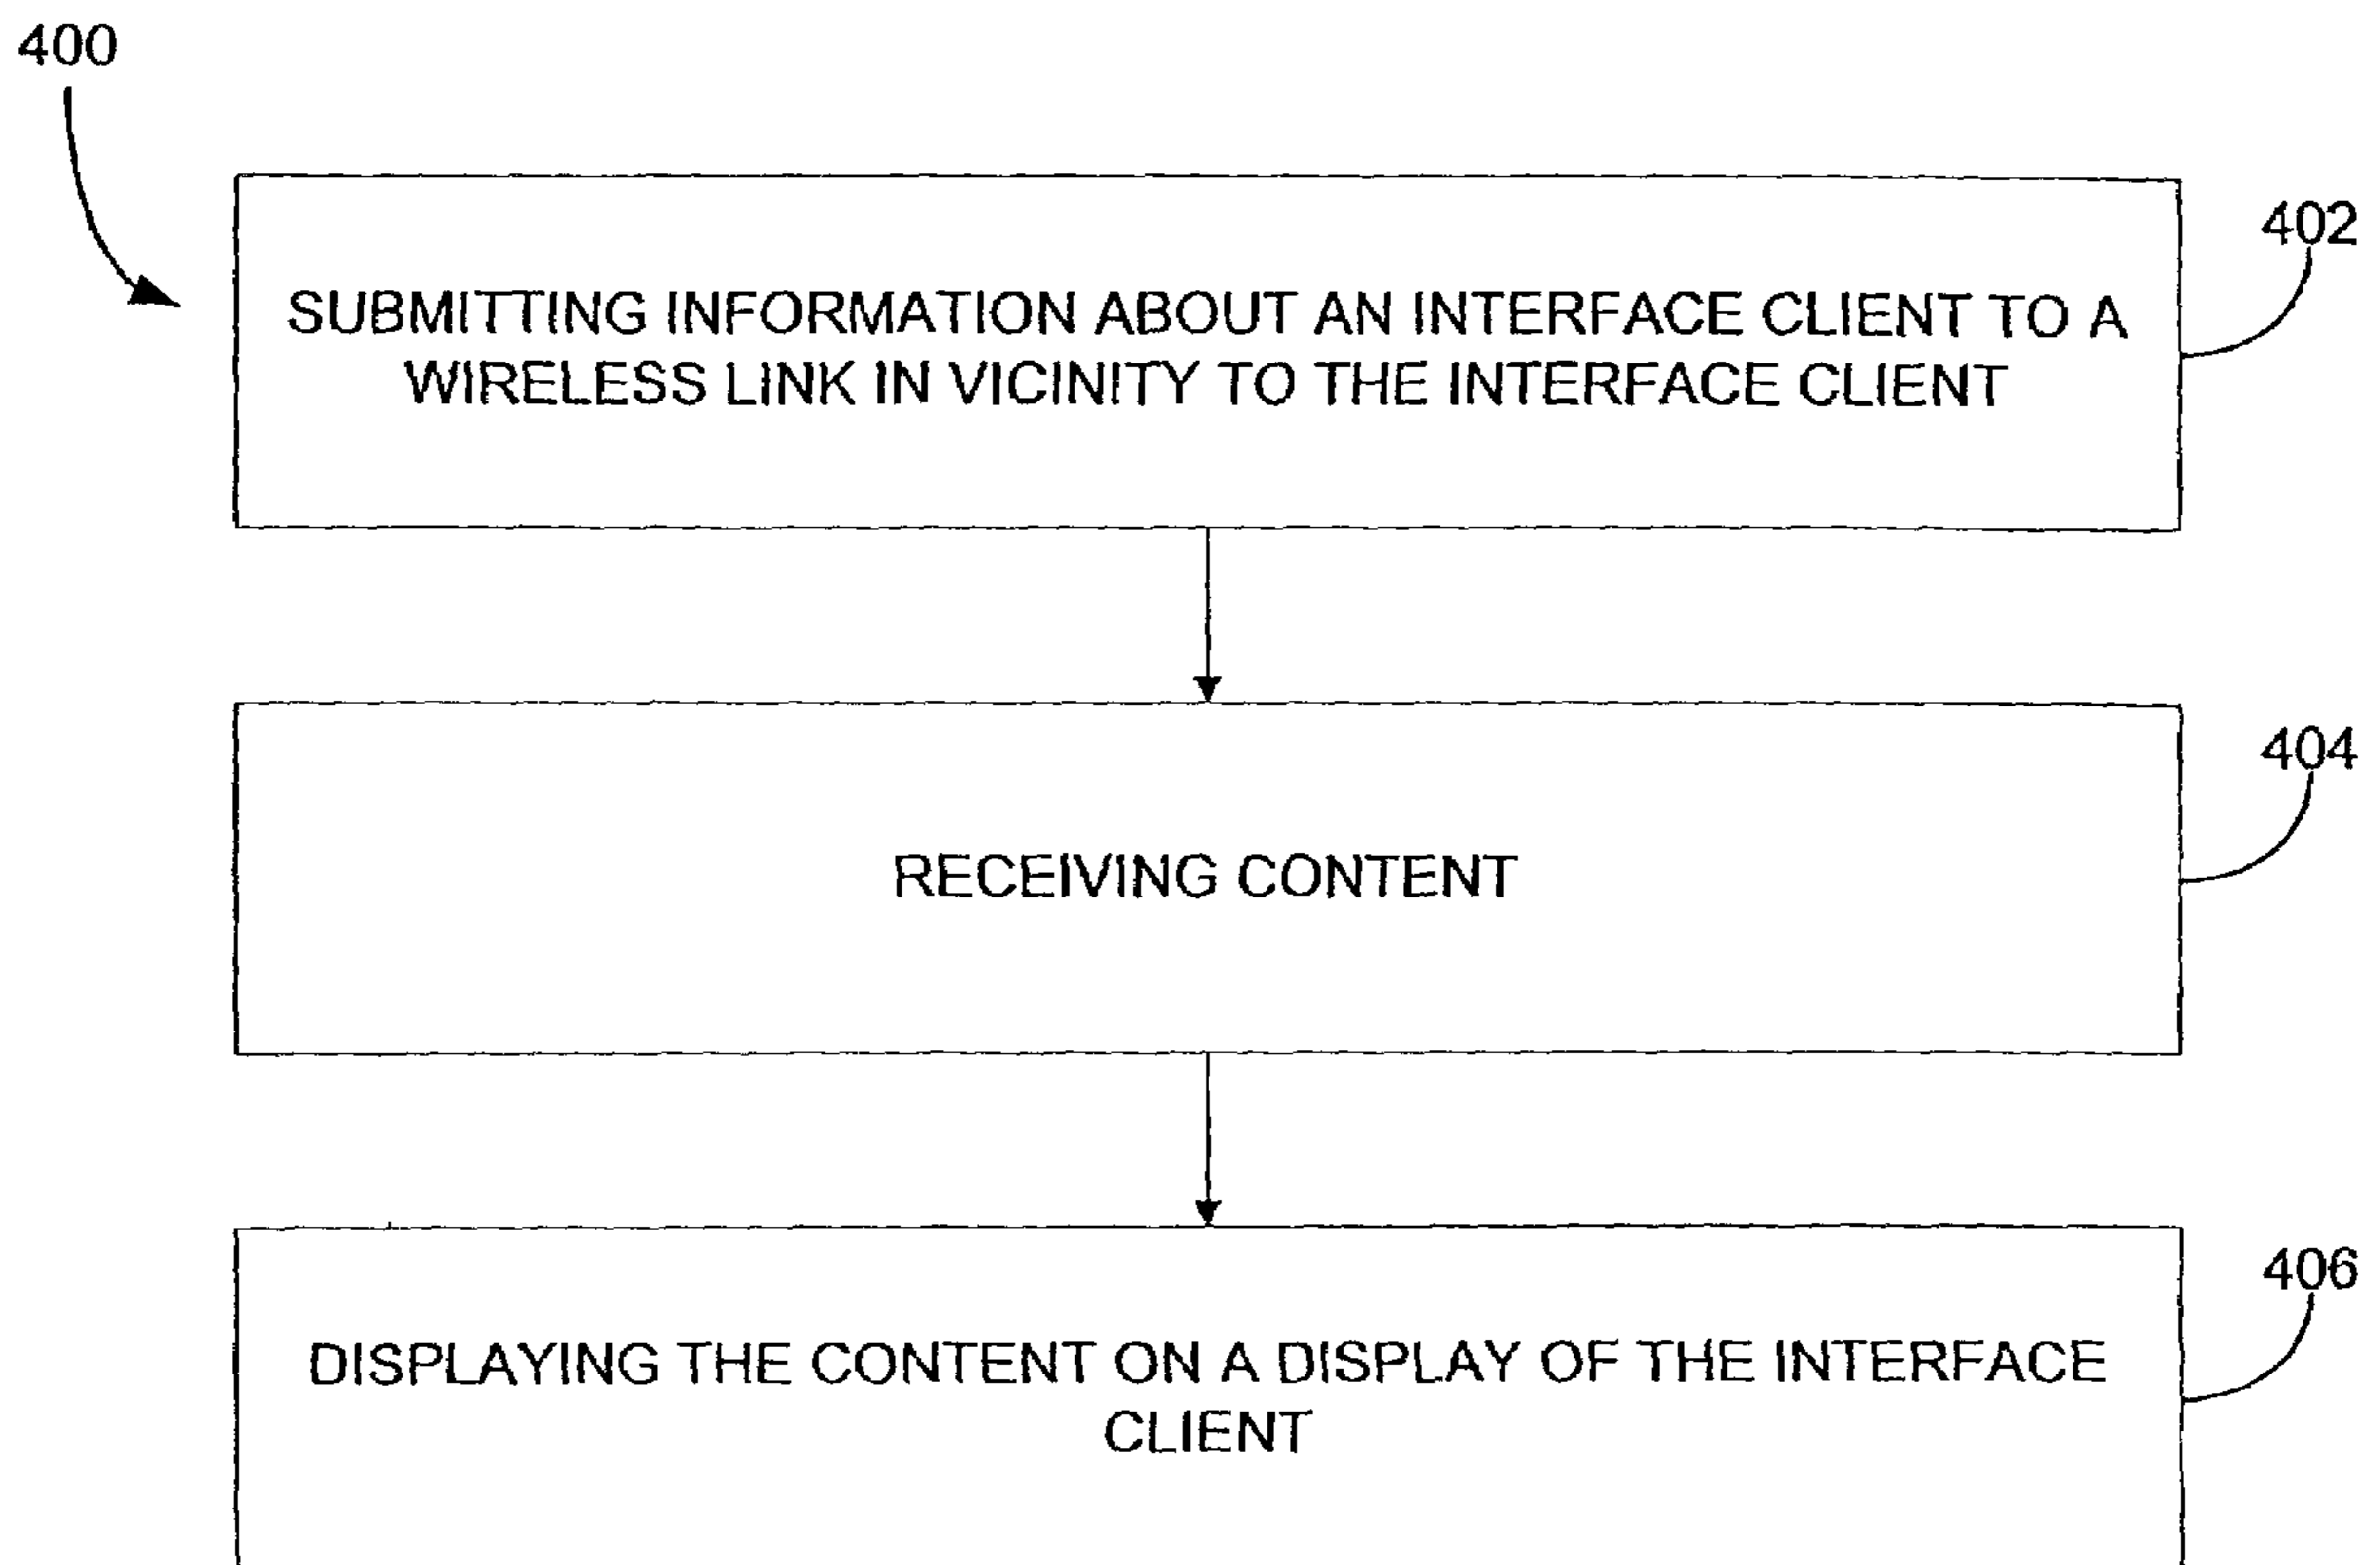 400
402
SUBMITTING INFORMATION ABOUT AN INTERFACE CLIENT TO A
WIRELESS LINK IN VICINITY TO THE INTERFACE CLIENT
404
RECEIVING CONTENT
406
DISPLAYING THE CONTENT ON A DISPLAY OF THE INTERFACE
CLIENT